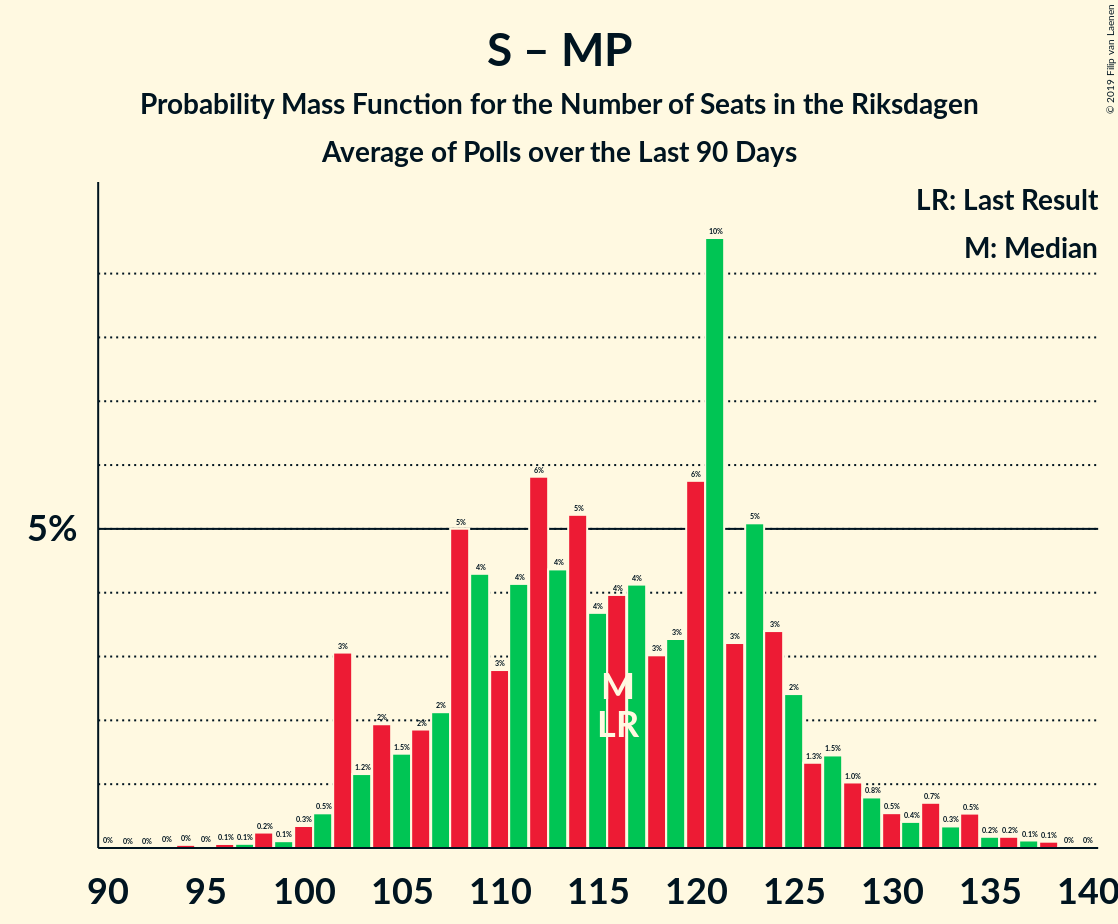 S – MP
Probability Mass Function for the Number of Seats in the Riksdagen
Average of Polls over the Last 90 Days
© 2019 Filip van Laenen
LR: Last Result
M: Median
5%
0% 0% 0% 0% 0% 0% 0.1% 0.1% 0.2% 0.1% 0.3% 0.5% 3% 1.2% 2% 1.5% 2% 2% 5% 4% 3% 4% 6% 4% 5% 4% 4% 4% 3% 3% 6% 10% 3% 5% 3% 2% 1.3% 1.5% 1.0% 0.8% 0.5% 0.4% 0.7% 0.3% 0.5% 0.2% 0.2% 0.1% 0.1% 0% 0%
M
LR
90 95 100 105 110 115 120 125 130 135 140